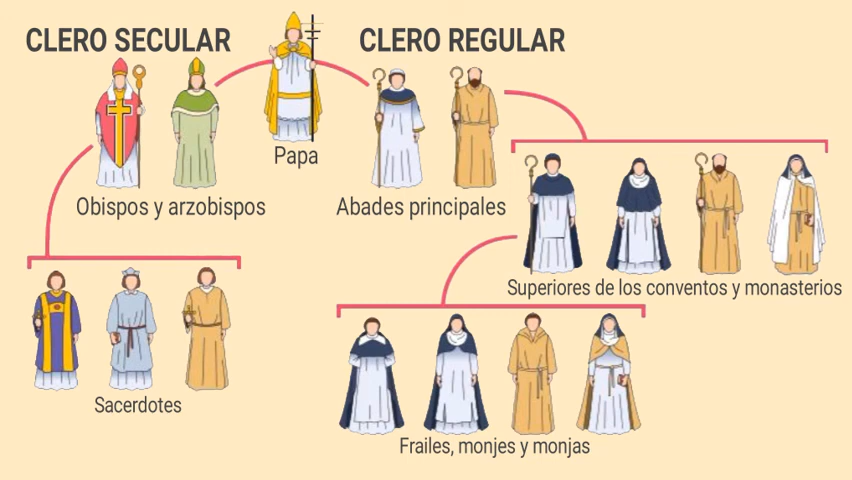 CLERO SECULAR
CLERO REGULAR
Papa
Obispos y arzobispos
Abades principales
Superiores de los conventos y monasterios
Sacerdotes
Frailes, monjes y monjas